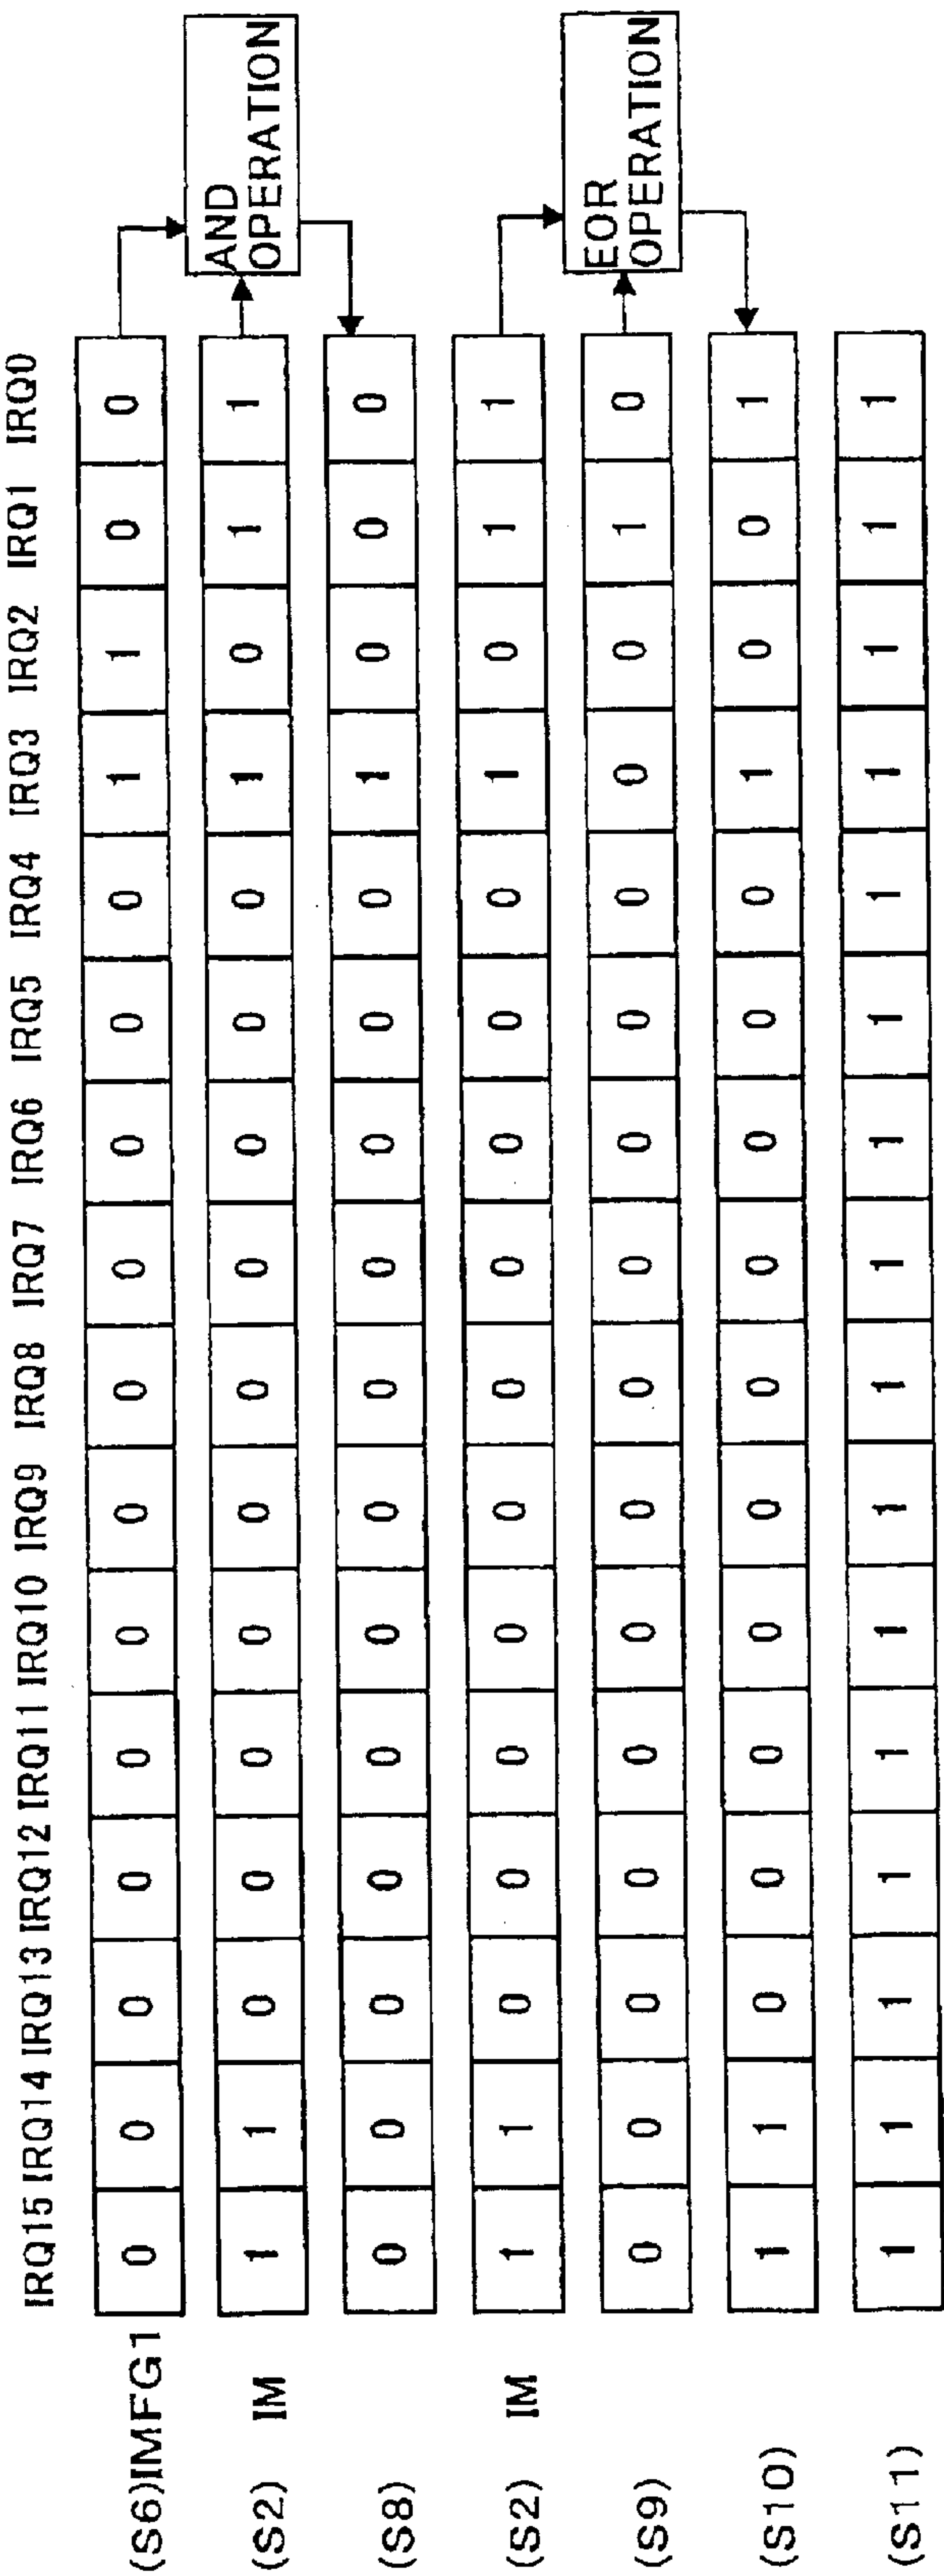 IRQ15 IRQ14 IRQ13 IRQ12 IRQ11 IRQ10 IRQ9 IRQ8 IRQ7 IRQ6 IRQ5 IRQ4 IRQ3 IRQ2 IRQ1 IRQ0
(S6)IMFG1 0 0 0 0 0 0 0 0 0 0 0 0 1 1 0 0
AND
OPERATION
(S2) IM 1 1 0 0 0 0 0 0 0 0 0 0 1 0 1 1
(S8) 0 0 0 0 0 0 0 0 0 0 0 0 1 0 0 0
(S2) IM 1 1 0 0 0 0 0 0 0 0 0 0 1 0 1 1
EOR
OPERATION
(S9) 0 0 0 0 0 0 0 0 0 0 0 0 0 0 1 0
(S10) 1 1 0 0 0 0 0 0 0 0 0 0 1 0 0 1
(S11) 1 1 1 1 1 1 1 1 1 1 1 1 1 1 1 1